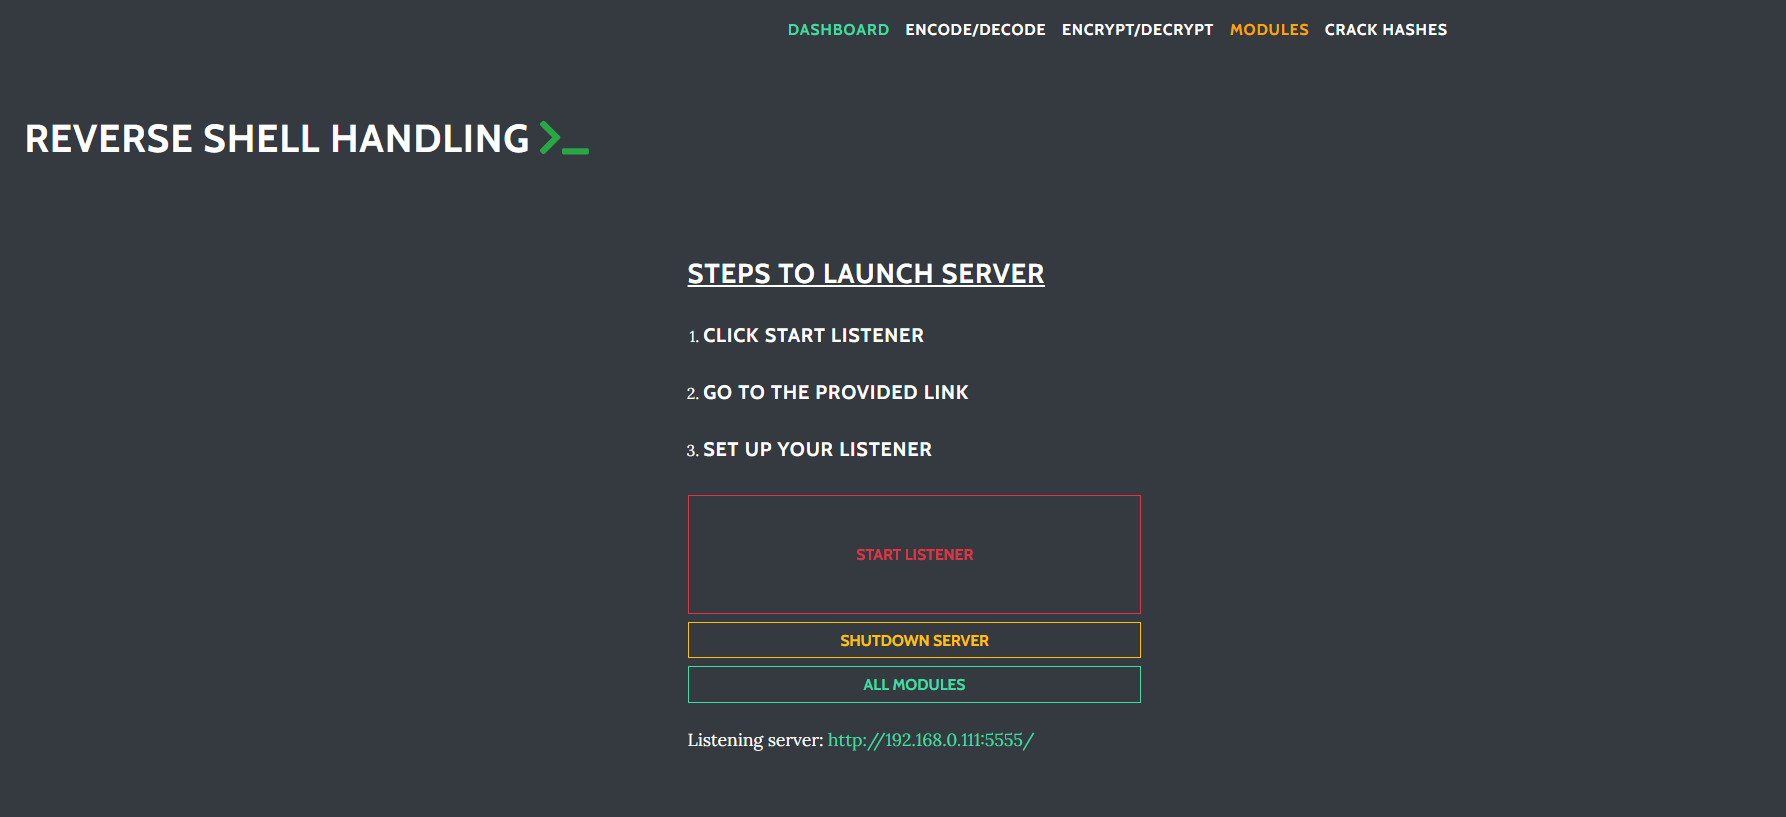 DASHBOARD ENCODE/DECODE ENCRYPT/DECRYPT MODULES CRACK HASHES
REVERSE SHELL HANDLING >_
STEPS TO LAUNCH SERVER
1. CLICK START LISTENER
2. GO TO THE PROVIDED LINK
3. SET UP YOUR LISTENER
START LISTENER
SHUTDOWN SERVER
ALL MODULES
Listening server: http://192.168.0.111:5555/